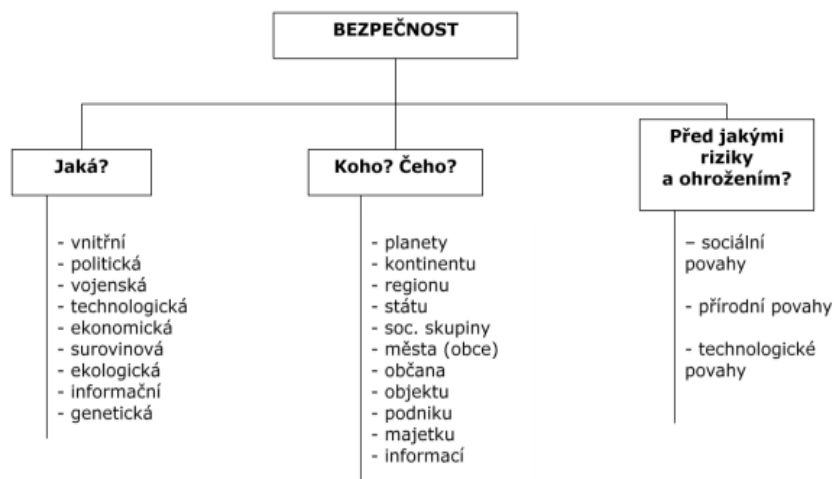 BEZPEČNOST
Jaká?
- vnitřní
- politická
- vojenská
- technologická
- ekonomická
- surovinová
- ekologická
- informační
- genetická
Koho? Čeho?
- planety
- kontinentu
- regionu
- státu
- soc. skupiny
- města (obce)
- občana
- objektu
- podniku
- majetku
- informací
Před jakými
riziky
a ohrožením?
– sociální
povahy
- přírodní povahy
- technologické
povahy